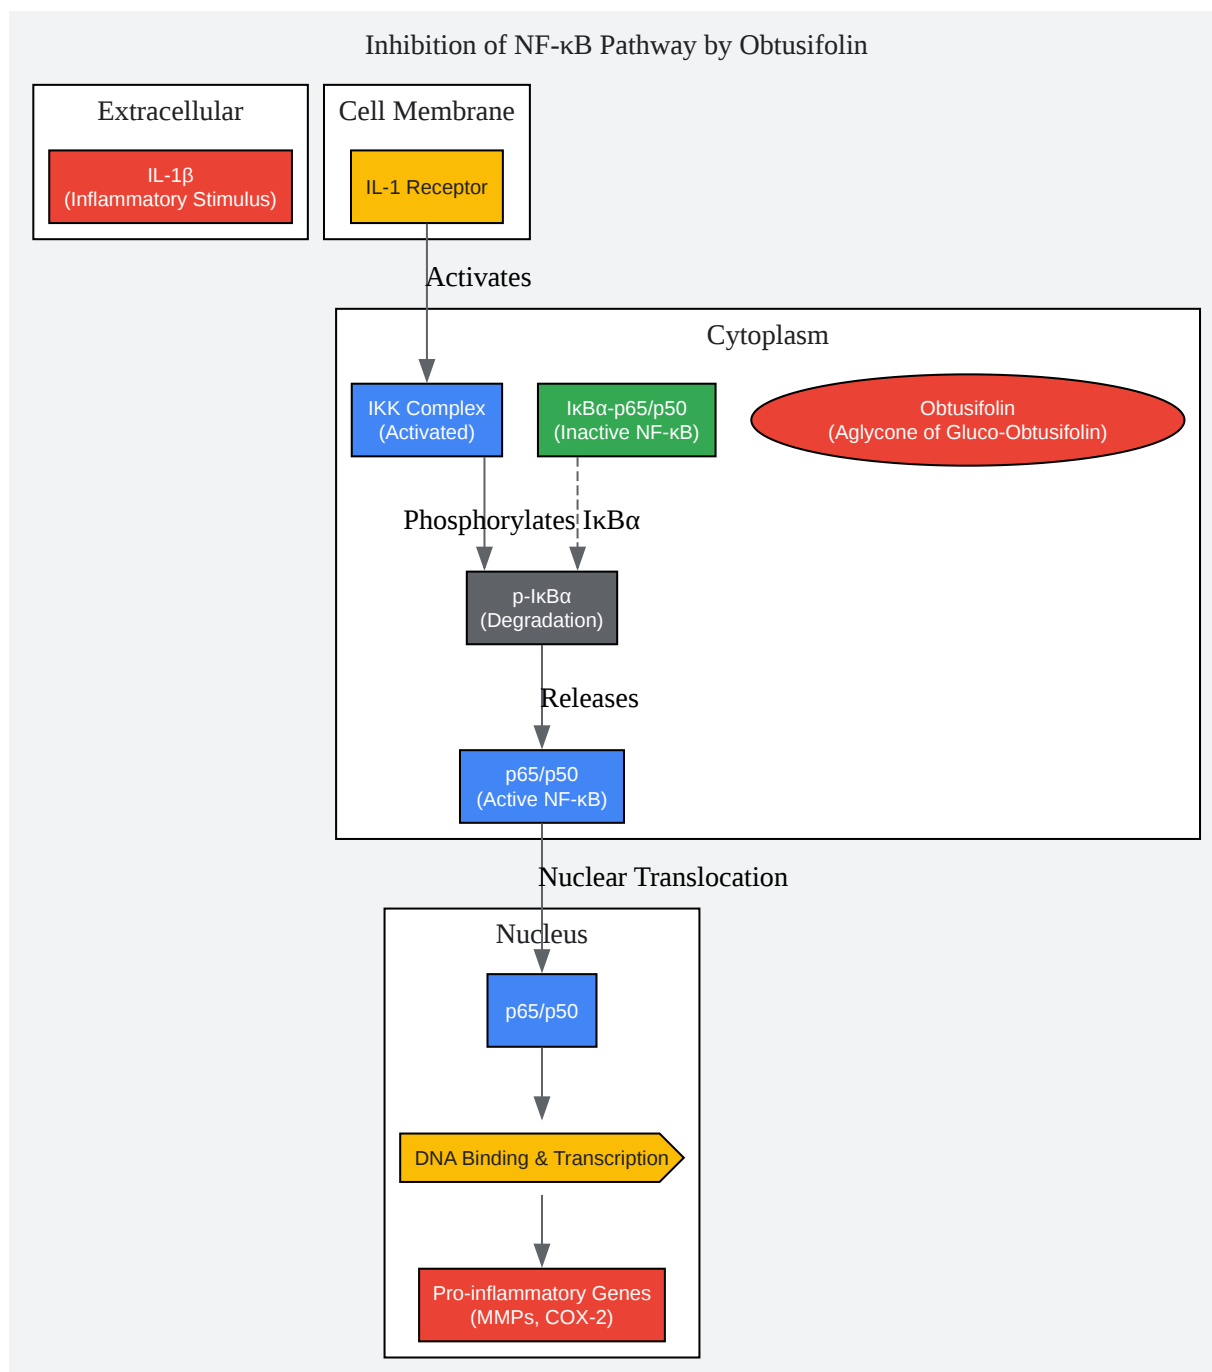 Inhibition of NF-κB Pathway by Obtusifolin
Extracellular
IL-1β
(Inflammatory Stimulus)
Cell Membrane
IL-1 Receptor
Activates
Cytoplasm
IKK Complex
(Activated)
IκBα-p65/p50
(Inactive NF-κB)
Obtusifolin
(Aglycone of Gluco-Obtusifolin)
Phosphorylates IκBα
p-IκBα
(Degradation)
Releases
p65/p50
(Active NF-κB)
Nuclear Translocation
Nucleus
p65/p50
DNA Binding & Transcription
Pro-inflammatory Genes
(MMPs, COX-2)